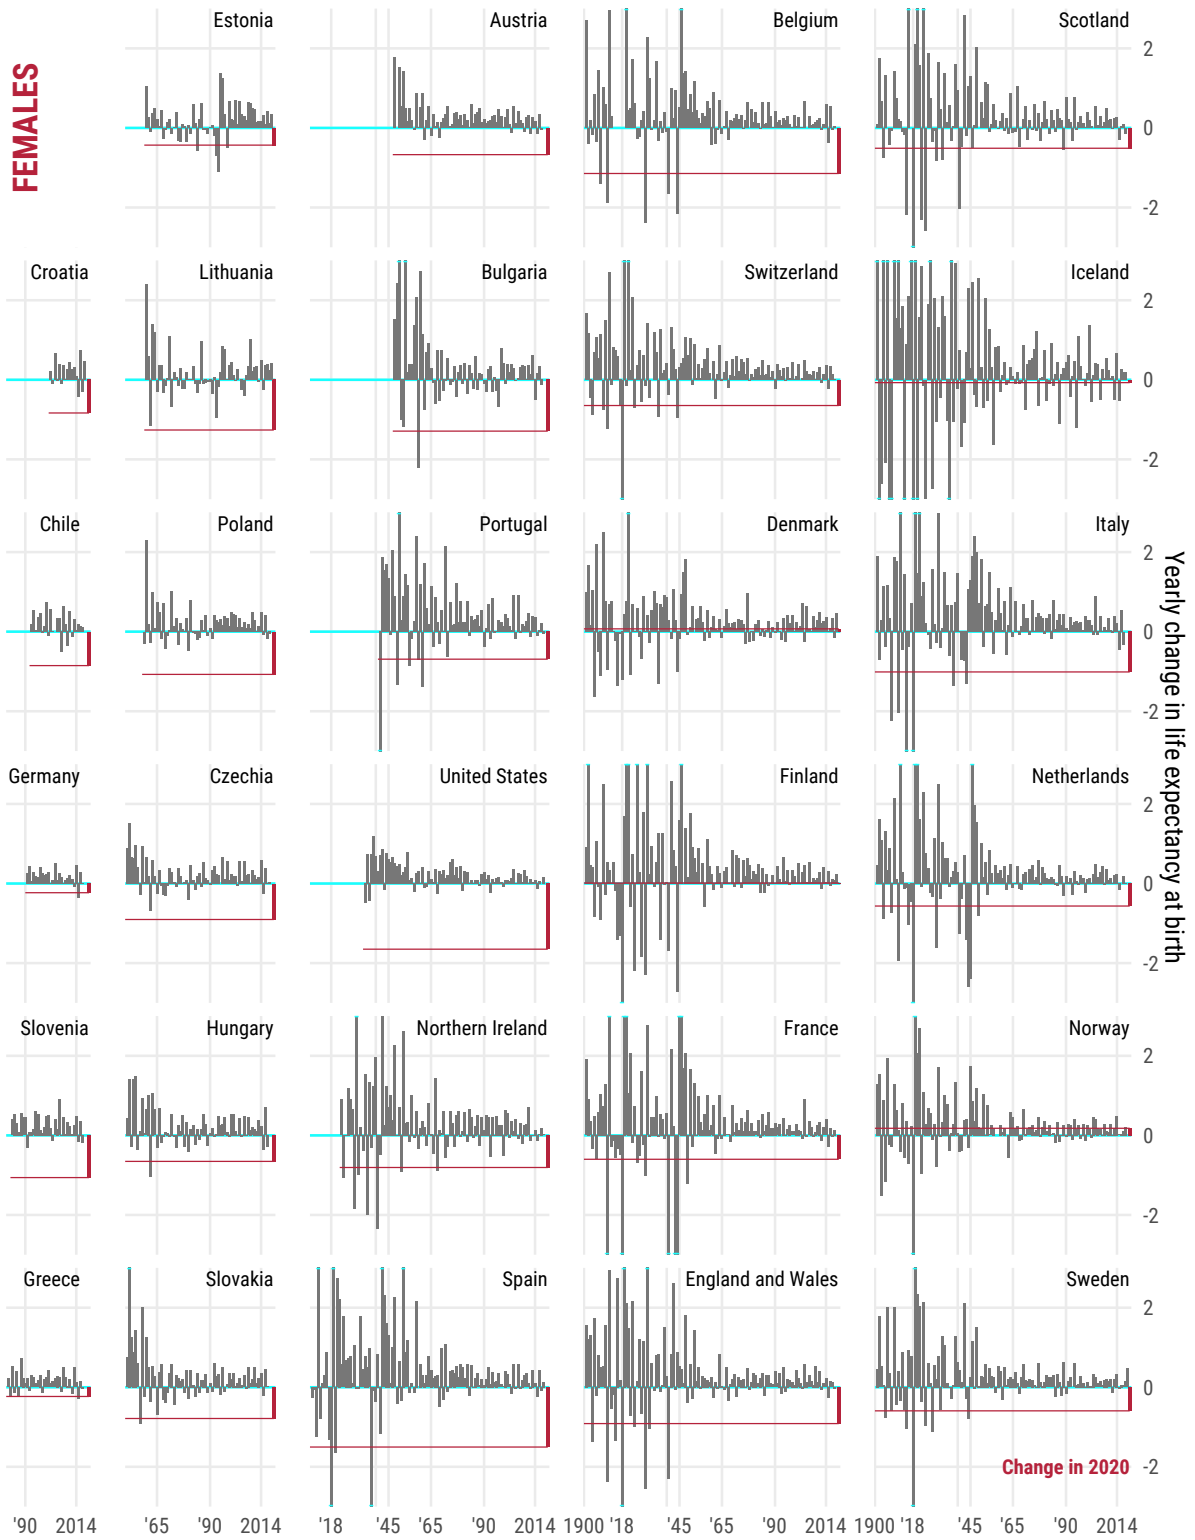 FEMALES
Estonia
Austria
Belgium
Scotland
2
0
-2
Croatia
Lithuania
Bulgaria
Switzerland
Iceland
2
0
-2
Chile
Poland
Portugal
Denmark
Italy
2
0
-2
Yearly change in life expectancy at birth
Germany
Czechia
United States
Finland
Netherlands
2
0
-2
Slovenia
Hungary
Northern Ireland
France
Norway
2
0
-2
Greece
Slovakia
Spain
England and Wales
Sweden
2
0
-2
Change in 2020
'90 2014
'65 '90 2014
'18 '45 '65 '90 2014
1900 '18 '45 '65 '90 2014
1900 '18 '45 '65 '90 2014